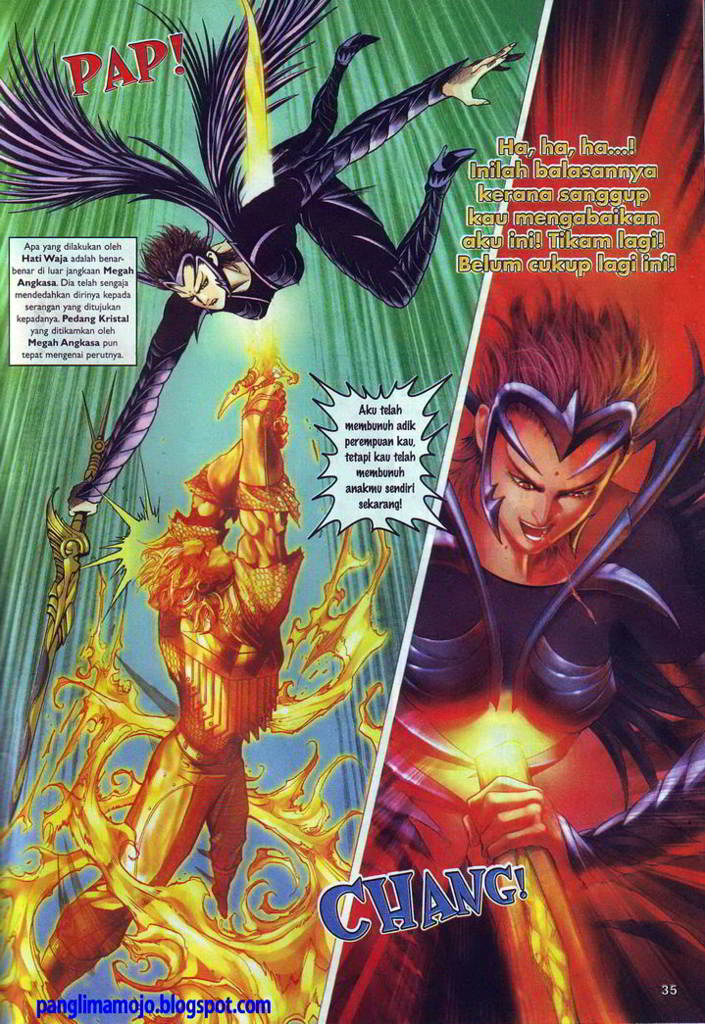 PAP!
Apa yang dilakukan oleh
Hati Waja adalah benar-
benar di luar jangkaan Megah
Angkasa. Dia telah sengaja
mendedahkan dirinya kepada
serangan yang ditujukan
kepadanya. Pedang Kristal
yang ditikamkan oleh
Megah Angkasa pun
tepat mengenai perutnya.
Aku telah
membunuh adik
perempuan kau,
tetapi kau telah
membunuh
anakmu sendiri
sekarang!
Ha, ha, ha...!
Inilah balasannya
kerana sanggup
kau mengabaikan
aku ini! Tikam lagi!
Belum cukup lagi ini!
CHANG!
35
panglimamojo.blogspot.com